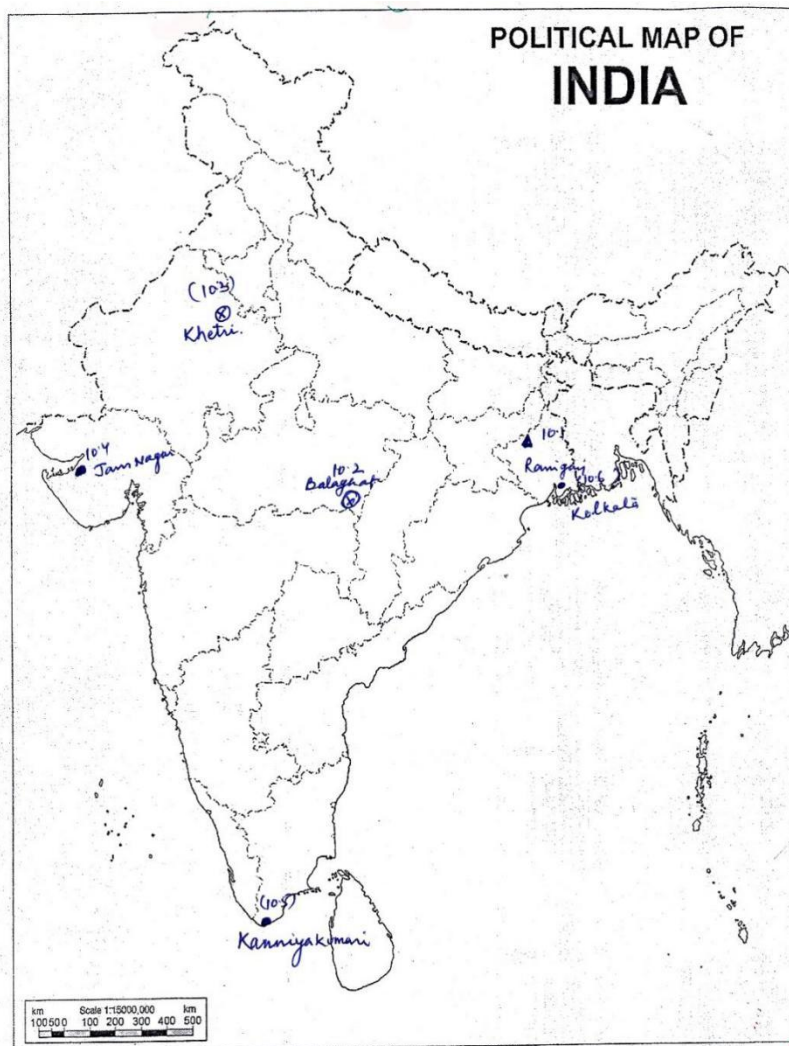 POLITICAL MAP OF
INDIA
(10.3)
Khetri.
10.4
Jam Nagar
10.2
Balaghat
10.1
Raniganj
(10.6)
Kolkata
(10.5)
Kanniyakumari
km Scale 1:15000,000 km
100 50 0 100 200 300 400 500